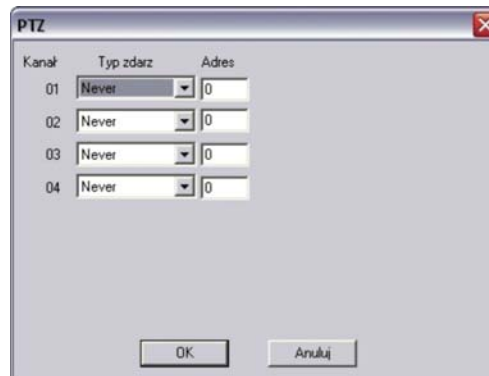 PTZ
Kanał Typ zdarz Adres
01 Never 0
02 Never 0
03 Never 0
04 Never 0
OK Anuluj